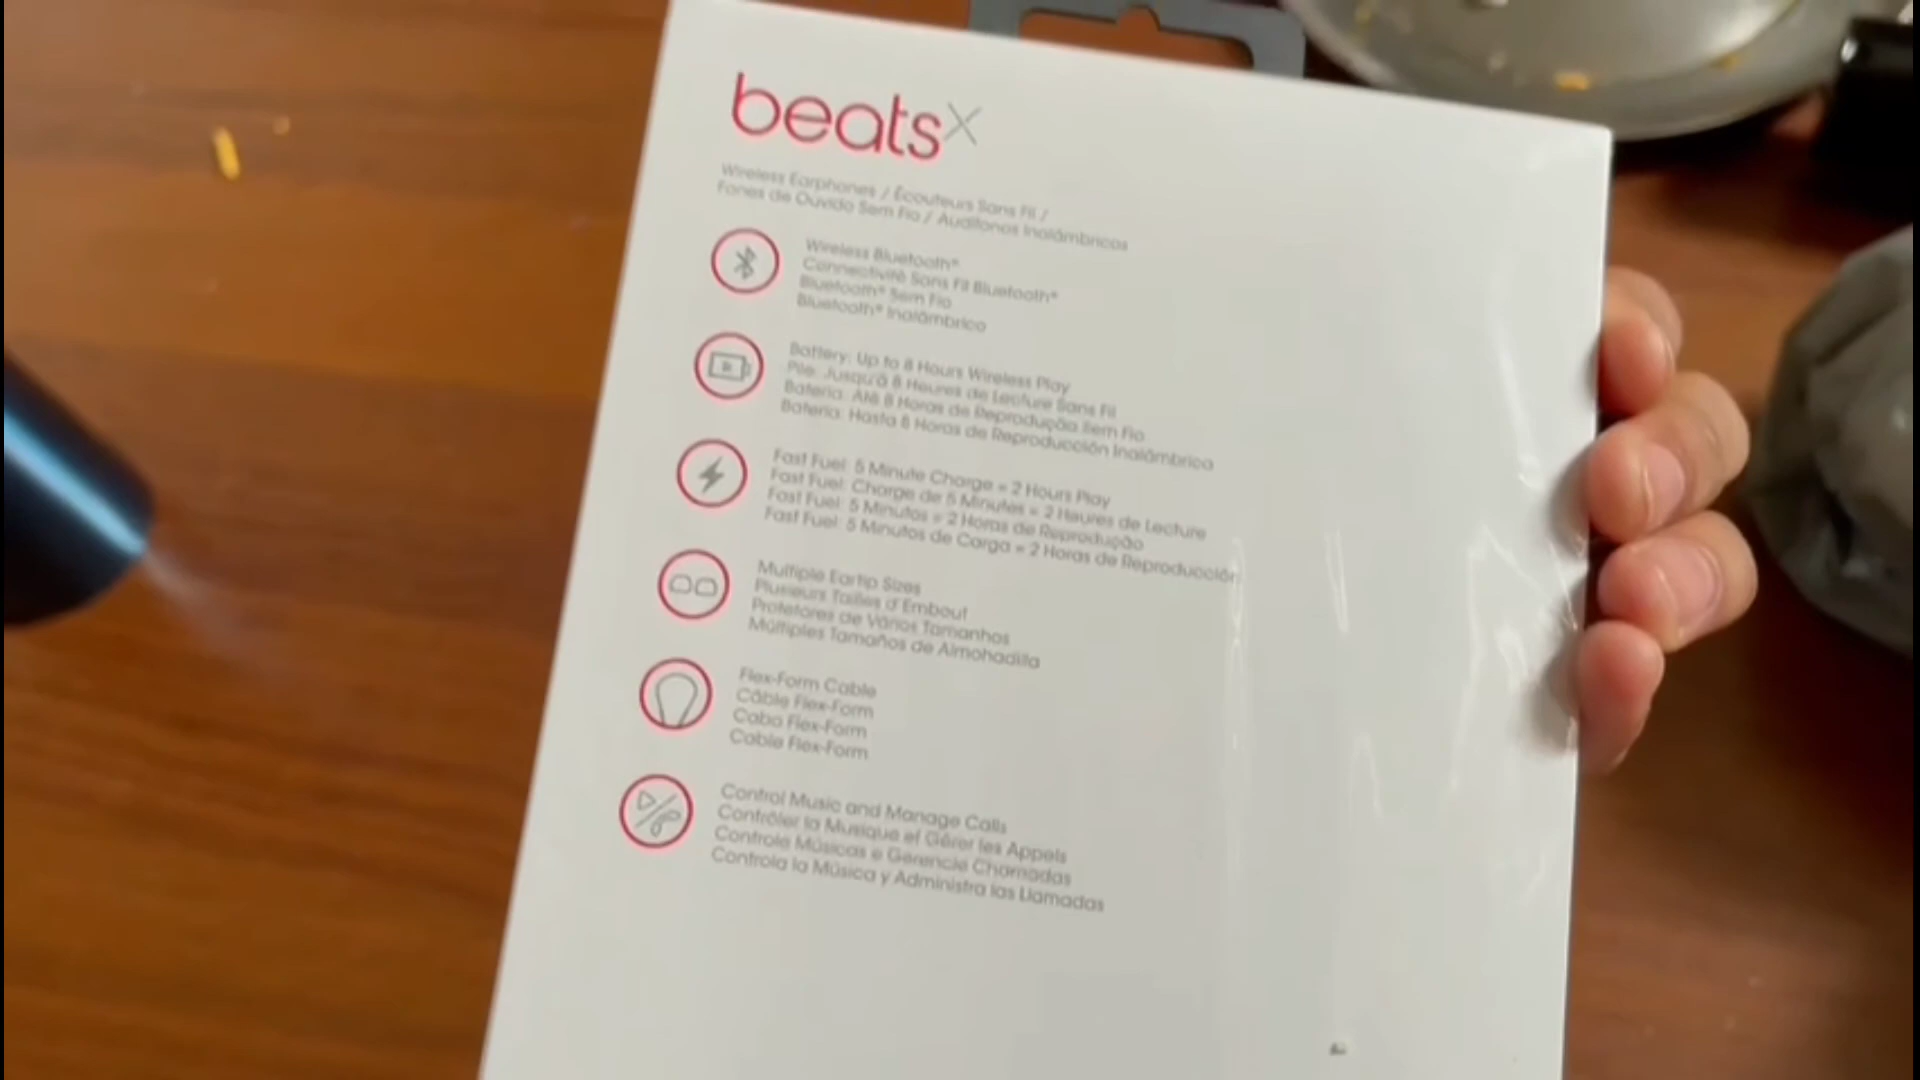 beatsX
Wireless Earphones / Écouteurs Sans Fil /
Fones de Ouvido Sem Fio / Audífonos Inalámbricos
Wireless Bluetooth®
Connectivité Sans Fil Bluetooth®
Bluetooth® Sem Fio
Bluetooth® Inalámbrico
Battery: Up to 8 Hours Wireless Play
Pile: Jusqu'à 8 Heures de Lecture Sans Fil
Bateria: Até 8 Horas de Reprodução Sem Fio
Batería: Hasta 8 Horas de Reproducción Inalámbrica
Fast Fuel: 5 Minute Charge = 2 Hours Play
Fast Fuel: Charge de 5 Minutes = 2 Heures de Lecture
Fast Fuel: 5 Minutos = 2 Horas de Reprodução
Fast Fuel: 5 Minutos de Carga = 2 Horas de Reproducción
Multiple Eartip Sizes
Plusieurs Tailles d'Embout
Protetores de Vários Tamanhos
Múltiples Tamaños de Almohadilla
Flex-Form Cable
Câble Flex-Form
Cabo Flex-Form
Cable Flex-Form
Control Music and Manage Calls
Contrôler la Musique et Gérer les Appels
Controle Músicas e Gerencie Chamadas
Controla la Música y Administra las Llamadas